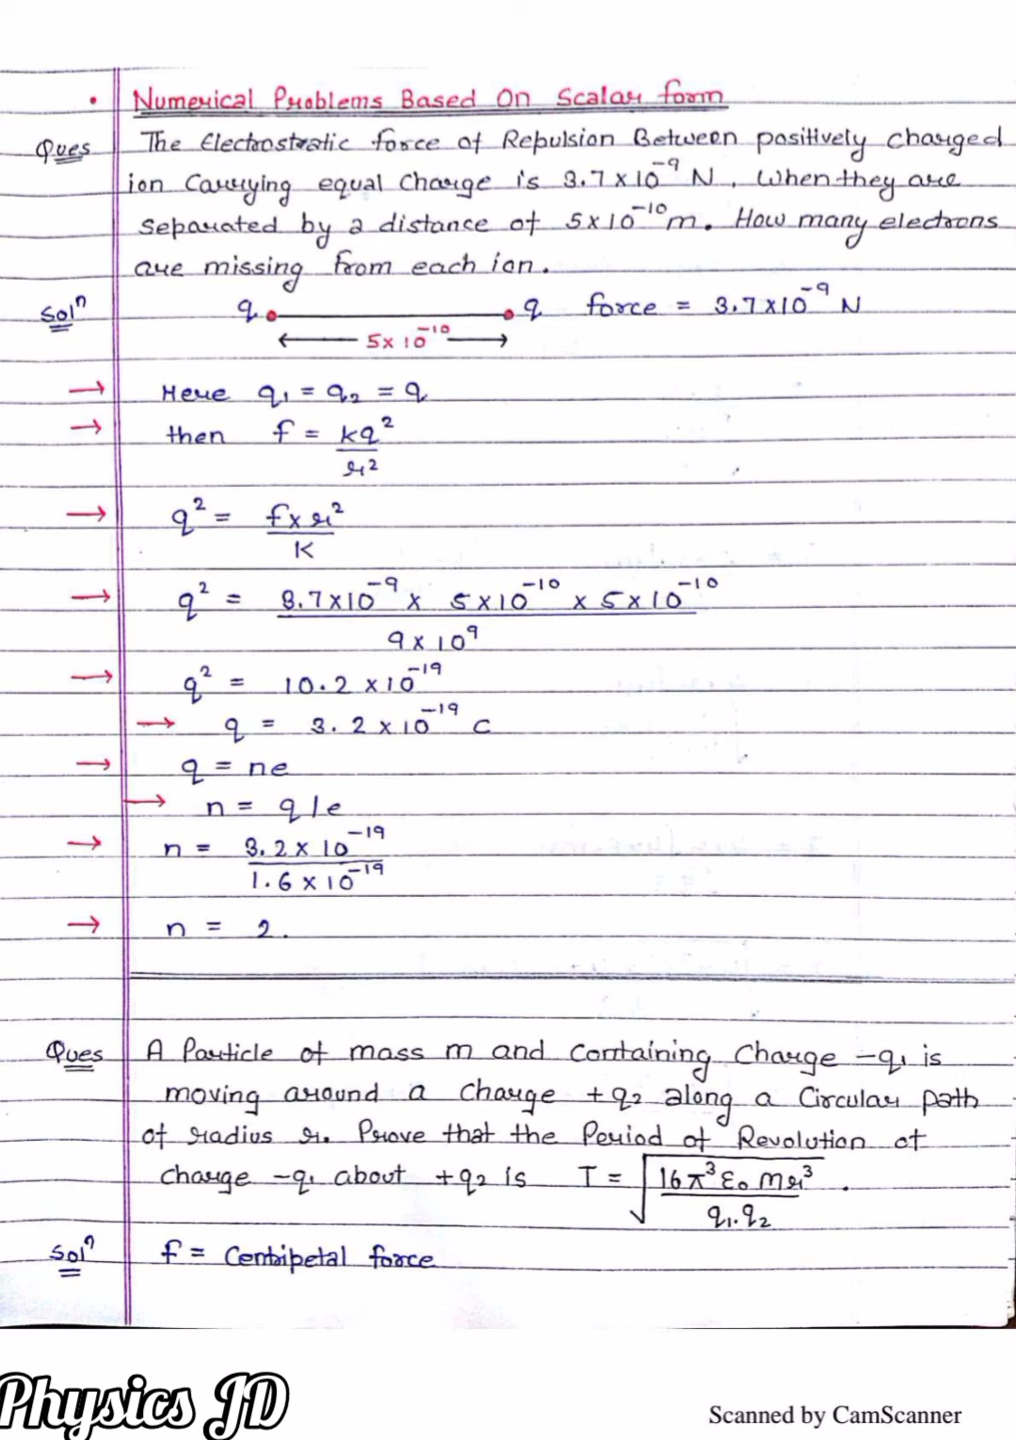 • Numerical Problems Based On Scalar form
Ques The Electrostratic force of Repulsion Between positively charged
ion Carrying equal Charge is 3.7×10⁻⁹ N. When they are
separated by a distance of 5×10⁻¹⁰m. How many electrons
are missing from each ion.
Solⁿ q q force = 3.7×10⁻⁹ N
5×10⁻¹⁰
→ Here q₁ = q₂ = q
→ then f = kq²
r²
→ q² = f×r²
K
→ q² = 3.7×10⁻⁹ × 5×10⁻¹⁰ × 5×10⁻¹⁰
9×10⁹
→ q² = 10.2×10⁻¹⁹
→ q = 3.2×10⁻¹⁹ C
→ q = ne
→ n = q/e
→ n = 3.2×10⁻¹⁹
1.6×10⁻¹⁹
→ n = 2.
Ques A Particle of mass m and containing Charge -q₁ is
moving around a charge +q₂ along a Circular path
of radius r. Prove that the Period of Revolution of
charge -q₁ about +q₂ is T = √16π³ε₀mr³ .
q₁.q₂
Solⁿ f = Centripetal force
Physics JD
Scanned by CamScanner